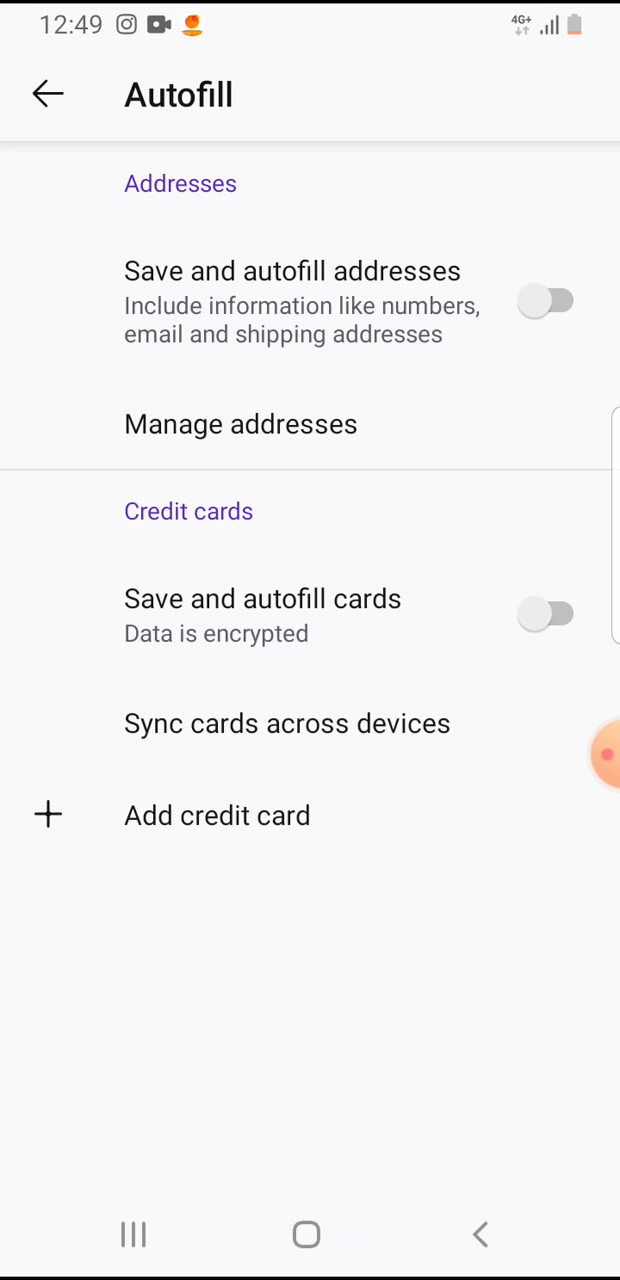 12:49 4G+
Autofill
Addresses
Save and autofill addresses
Include information like numbers,
email and shipping addresses
Manage addresses
Credit cards
Save and autofill cards
Data is encrypted
Sync cards across devices
Add credit card